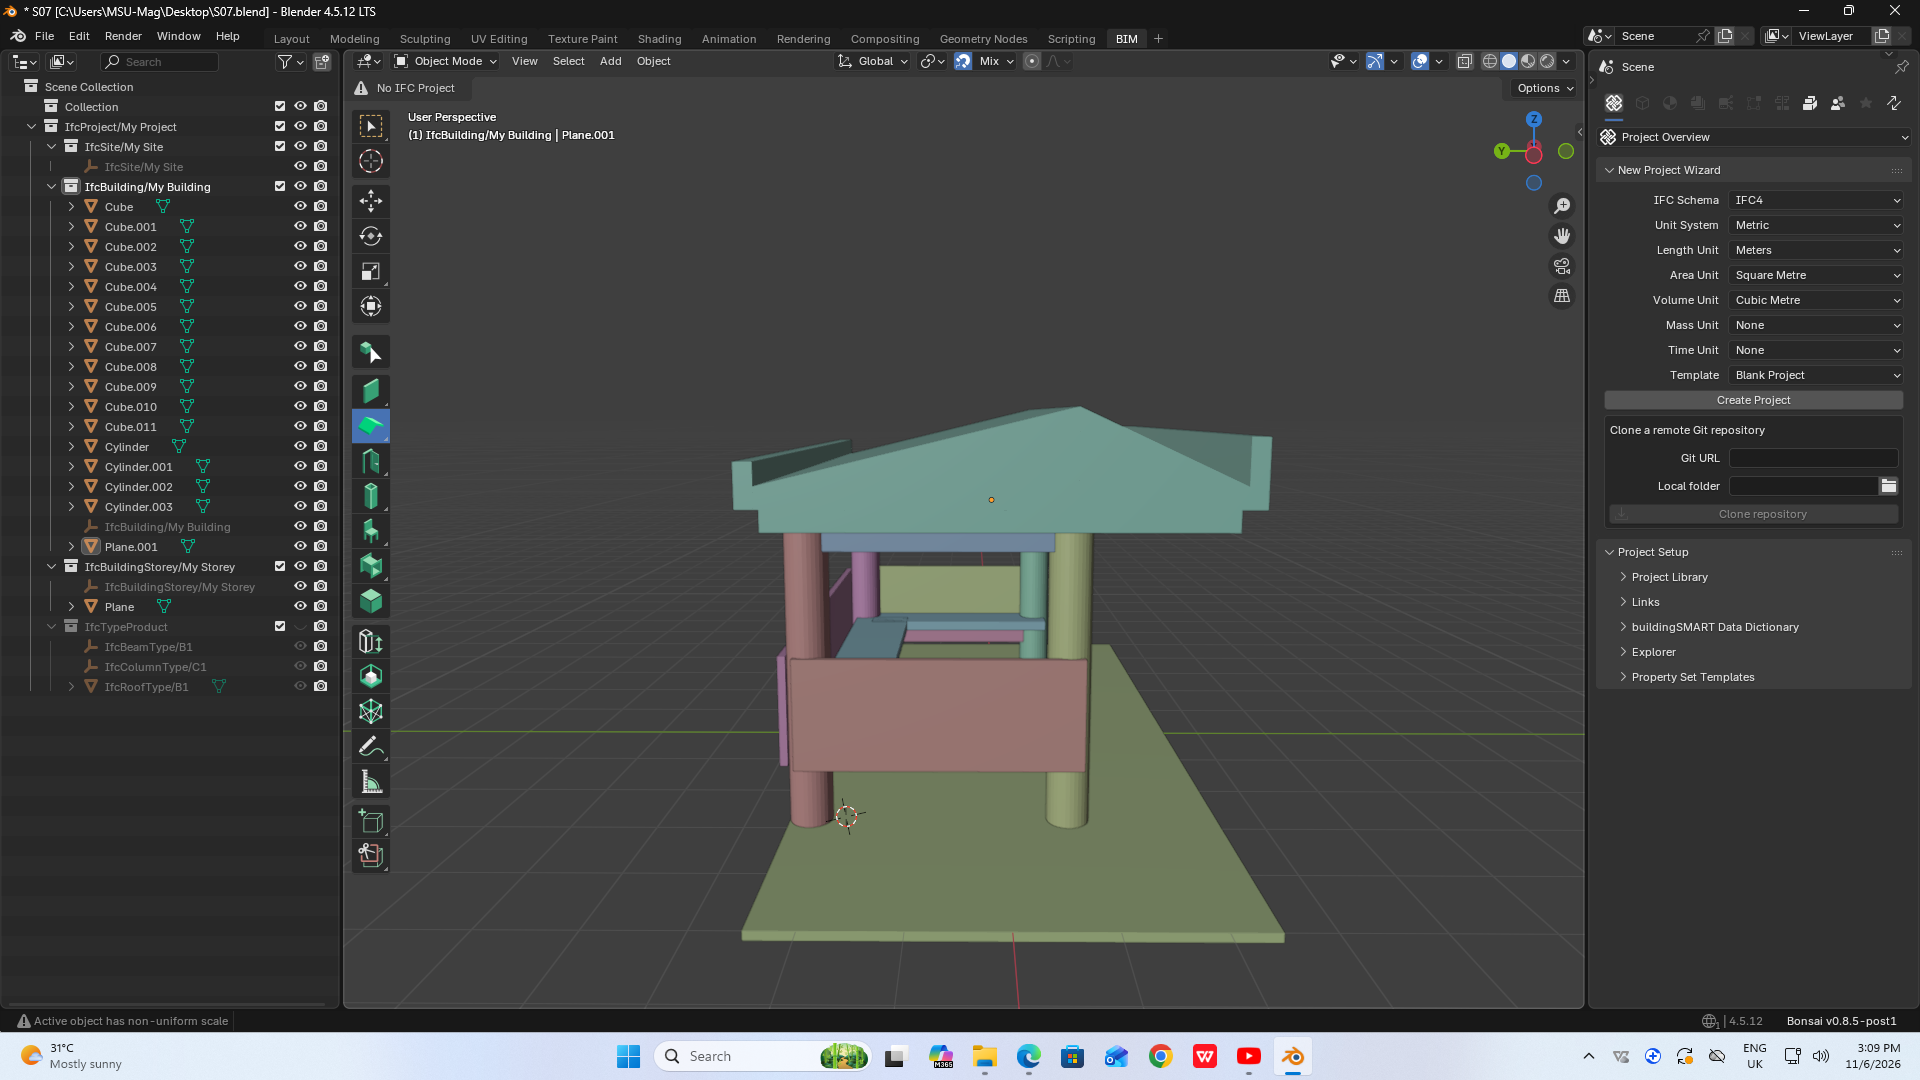 * S07 [C:\Users\MSU-Mag\Desktop\S07.blend] - Blender 4.5.12 LTS
File Edit Render Window Help
Layout Modeling Sculpting UV Editing Texture Paint Shading Animation Rendering Compositing Geometry Nodes Scripting BIM
Scene
ViewLayer
Search
Object Mode View Select Add Object
Global
Mix
Scene
No IFC Project
Options
Scene Collection
Collection
IfcProject/My Project
IfcSite/My Site
IfcSite/My Site
IfcBuilding/My Building
Cube
Cube.001
Cube.002
Cube.003
Cube.004
Cube.005
Cube.006
Cube.007
Cube.008
Cube.009
Cube.010
Cube.011
Cylinder
Cylinder.001
Cylinder.002
Cylinder.003
IfcBuilding/My Building
Plane.001
IfcBuildingStorey/My Storey
IfcBuildingStorey/My Storey
Plane
IfcTypeProduct
IfcBeamType/B1
IfcColumnType/C1
IfcRoofType/B1
User Perspective
(1) IfcBuilding/My Building | Plane.001
Z
Y
Project Overview
New Project Wizard
IFC Schema IFC4
Unit System Metric
Length Unit Meters
Area Unit Square Metre
Volume Unit Cubic Metre
Mass Unit None
Time Unit None
Template Blank Project
Create Project
Clone a remote Git repository
Git URL
Local folder
Clone repository
Project Setup
Project Library
Links
buildingSMART Data Dictionary
Explorer
Property Set Templates
Active object has non-uniform scale
4.5.12
Bonsai v0.8.5-post1
31°C
Mostly sunny
Search
M365
ENG
UK
3:09 PM
11/6/2026